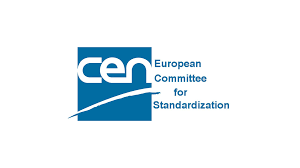 cen
European
Committee
for
Standardization